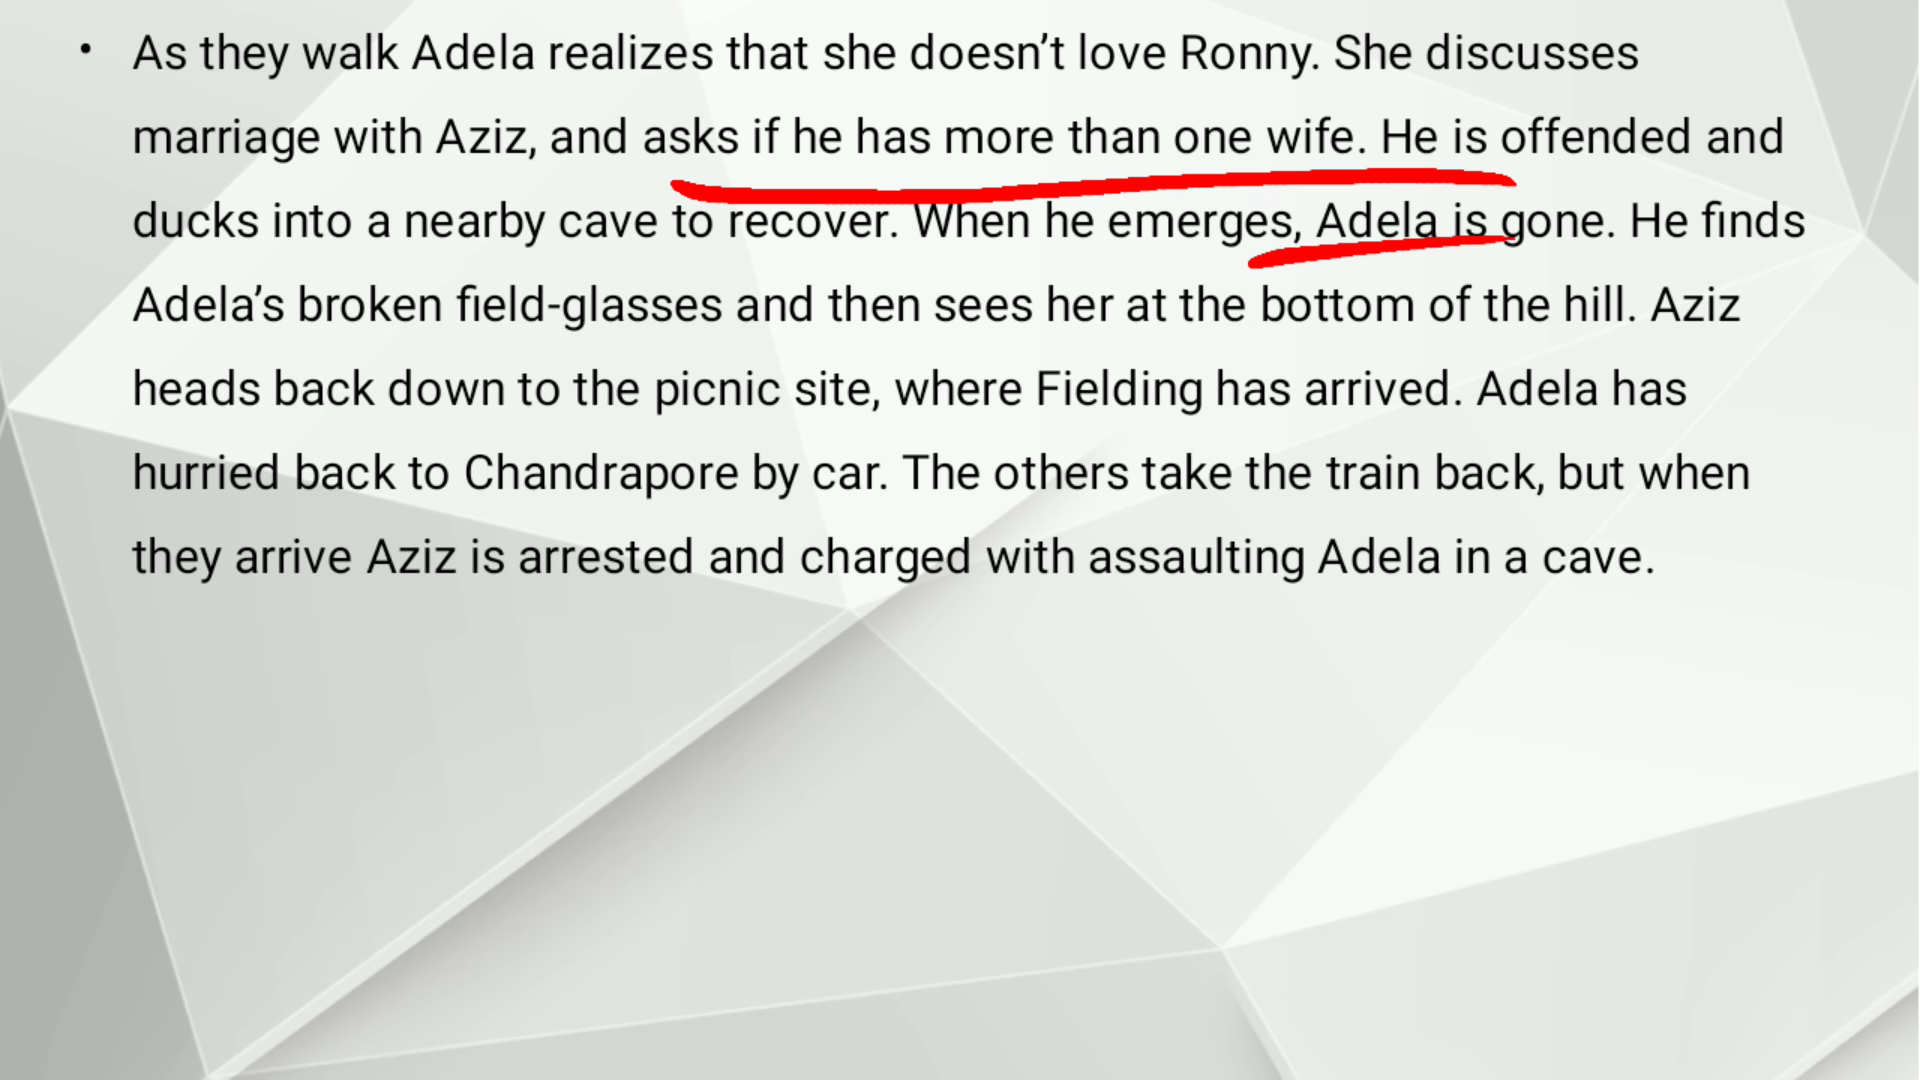 • As they walk Adela realizes that she doesn’t love Ronny. She discusses
marriage with Aziz, and asks if he has more than one wife. He is offended and
ducks into a nearby cave to recover. When he emerges, Adela is gone. He finds
Adela’s broken field-glasses and then sees her at the bottom of the hill. Aziz
heads back down to the picnic site, where Fielding has arrived. Adela has
hurried back to Chandrapore by car. The others take the train back, but when
they arrive Aziz is arrested and charged with assaulting Adela in a cave.